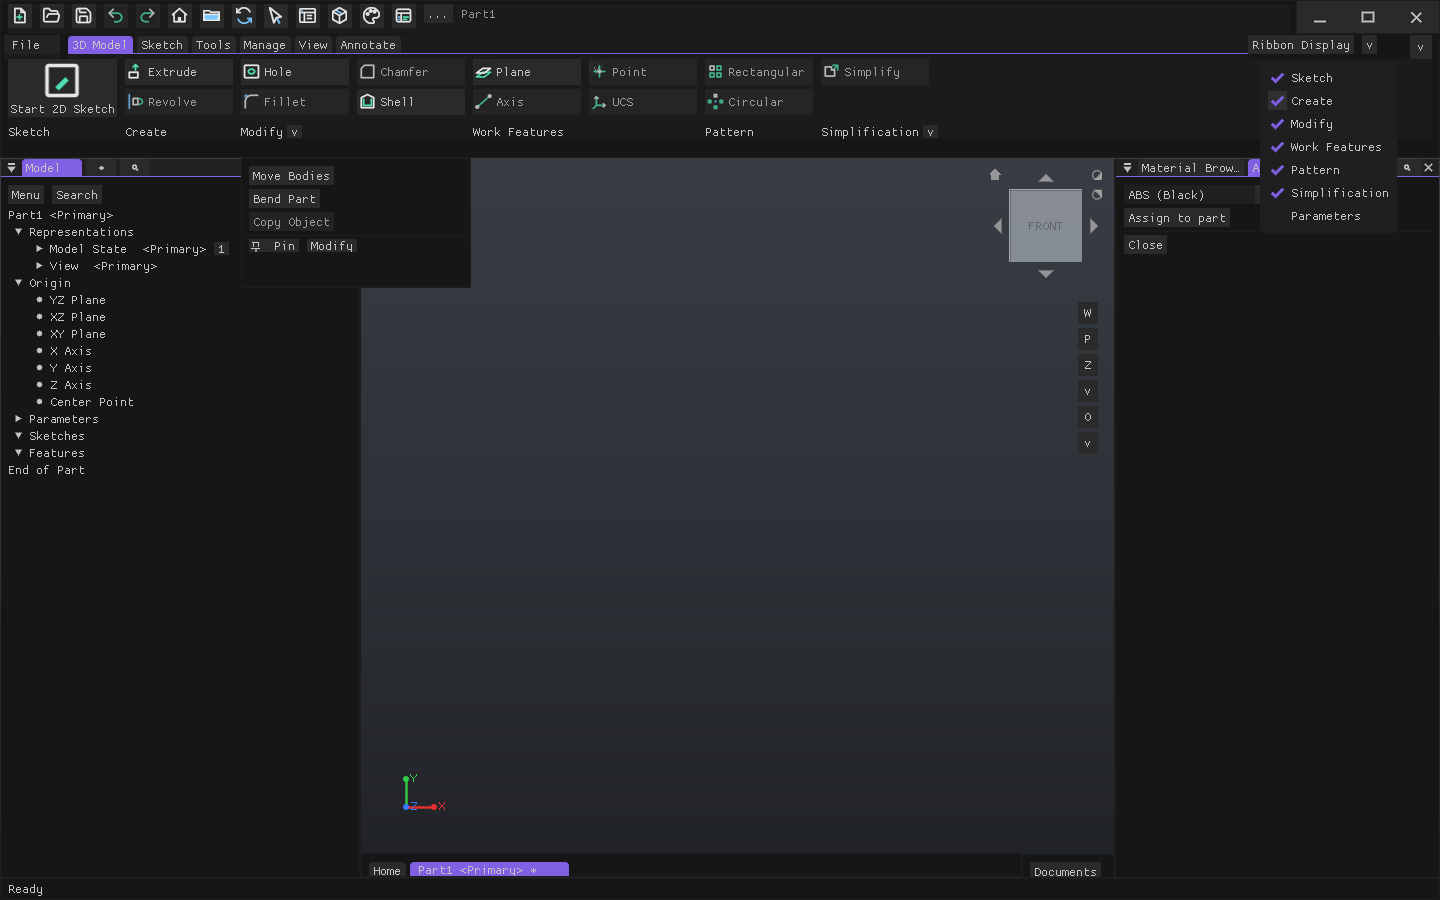 ... Part1
File 3D Model Sketch Tools Manage View Annotate Ribbon Display v v
Start 2D Sketch
Extrude Hole Chamfer Plane Point Rectangular Simplify
Revolve Fillet Shell Axis UCS Circular
Sketch Create Modify v Work Features Pattern Simplification v
Sketch
Create
Modify
Work Features
Pattern
Simplification
Parameters
Model
Menu Search
Part1 <Primary>
Representations
Model State <Primary> 1
View <Primary>
Origin
YZ Plane
XZ Plane
XY Plane
X Axis
Y Axis
Z Axis
Center Point
Parameters
Sketches
Features
End of Part
Move Bodies
Bend Part
Copy Object
Pin Modify
FRONT
W
P
Z
v
O
v
Y
Z X
Material Brow…
ABS (Black)
Assign to part
Close
Home Part1 <Primary> * Documents
Ready